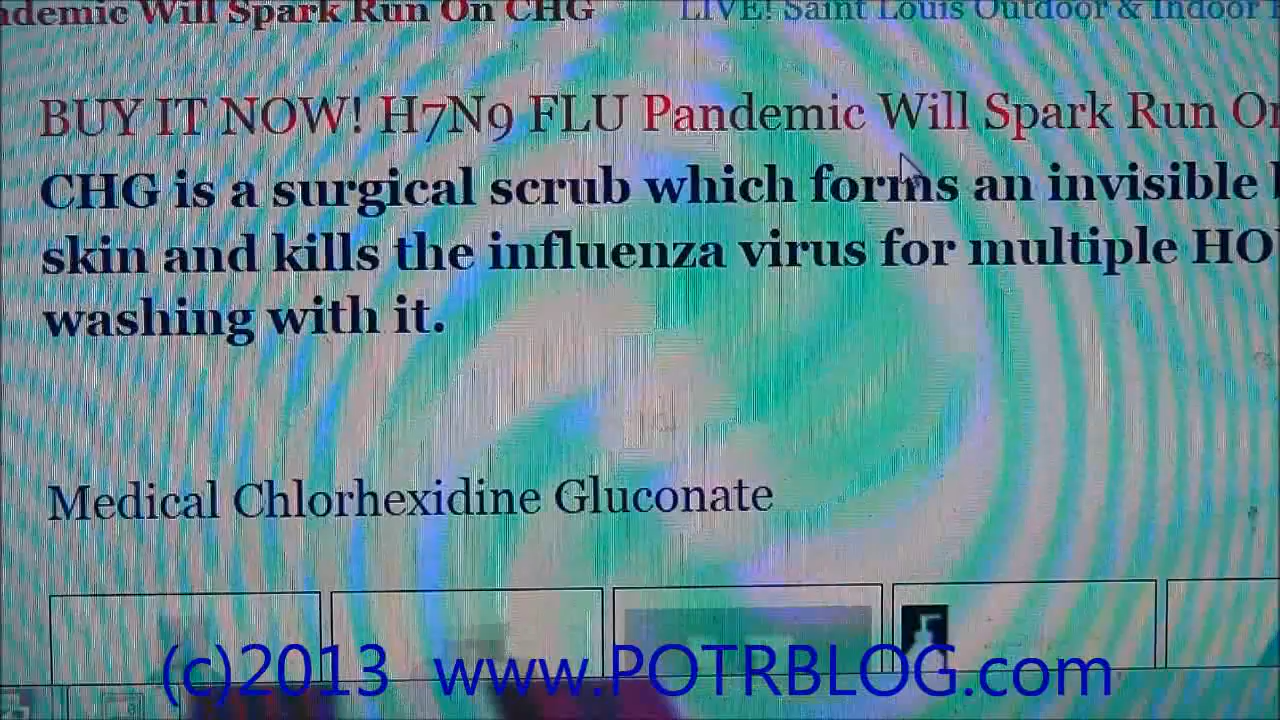 demic Will Spark Run On CHG LIVE! Saint Louis Outdoor & Indoor
BUY IT NOW! H7N9 FLU Pandemic Will Spark Run On
CHG is a surgical scrub which forms an invisible
skin and kills the influenza virus for multiple HO
washing with it.
Medical Chlorhexidine Gluconate
(c)2013 www.POTRBLOG.com